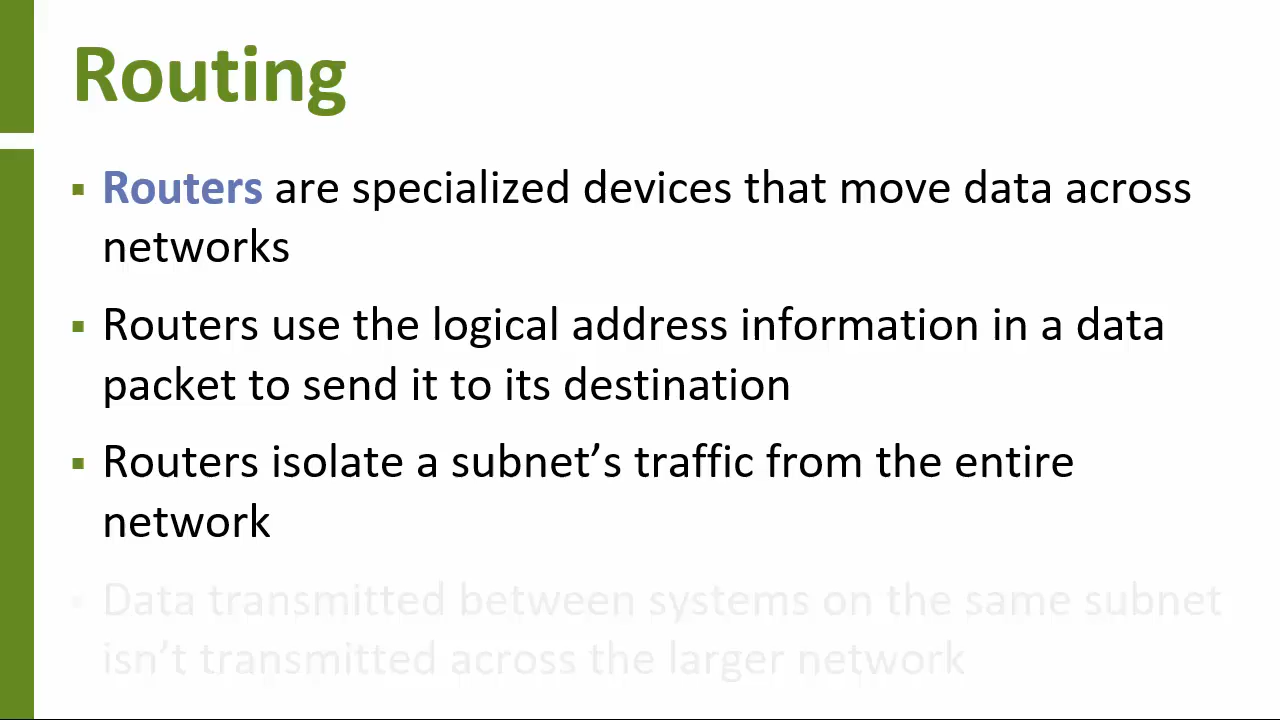 Routing
▪ Routers are specialized devices that move data across
networks
▪ Routers use the logical address information in a data
packet to send it to its destination
▪ Routers isolate a subnet’s traffic from the entire
network
▪ Data transmitted between systems on the same subnet
isn’t transmitted across the larger network